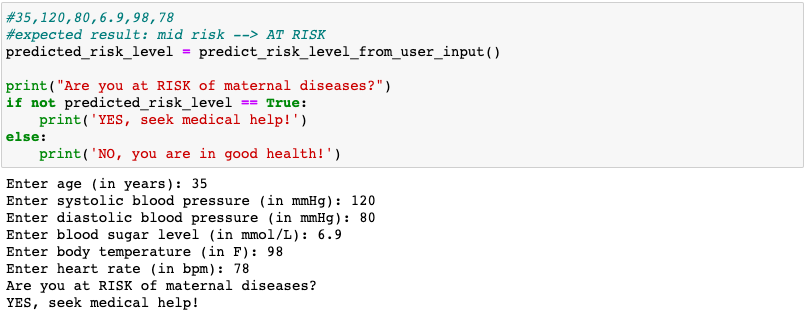 #35,120,80,6.9,98,78
#expected result: mid risk --> AT RISK
predicted_risk_level = predict_risk_level_from_user_input()
print("Are you at RISK of maternal diseases?")
if not predicted_risk_level == True:
    print('YES, seek medical help!')
else:
    print('NO, you are in good health!')
Enter age (in years): 35
Enter systolic blood pressure (in mmHg): 120
Enter diastolic blood pressure (in mmHg): 80
Enter blood sugar level (in mmol/L): 6.9
Enter body temperature (in F): 98
Enter heart rate (in bpm): 78
Are you at RISK of maternal diseases?
YES, seek medical help!